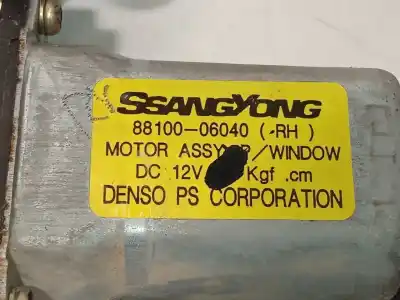 SSANGYONG
88100-06040 (-RH)
MOTOR ASSY-P/WINDOW
DC 12V Kgf .cm
DENSO PS CORPORATION